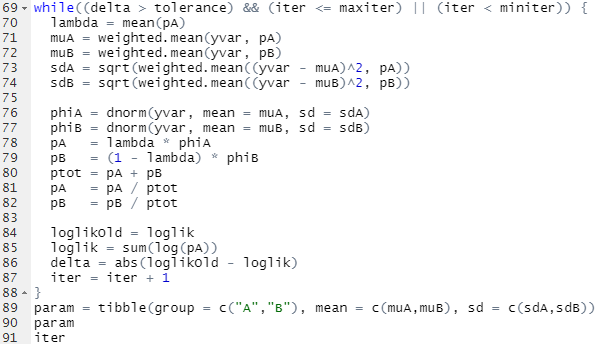 69 while((delta > tolerance) && (iter <= maxiter) || (iter < miniter)) {
70 lambda = mean(pA)
71 muA = weighted.mean(yvar, pA)
72 muB = weighted.mean(yvar, pB)
73 sdA = sqrt(weighted.mean((yvar - muA)^2, pA))
74 sdB = sqrt(weighted.mean((yvar - muB)^2, pB))
75
76 phiA = dnorm(yvar, mean = muA, sd = sdA)
77 phiB = dnorm(yvar, mean = muB, sd = sdB)
78 pA = lambda * phiA
79 pB = (1 - lambda) * phiB
80 ptot = pA + pB
81 pA = pA / ptot
82 pB = pB / ptot
83
84 loglikOld = loglik
85 loglik = sum(log(pA))
86 delta = abs(loglikOld - loglik)
87 iter = iter + 1
88 }
89 param = tibble(group = c("A","B"), mean = c(muA,muB), sd = c(sdA,sdB))
90 param
91 iter